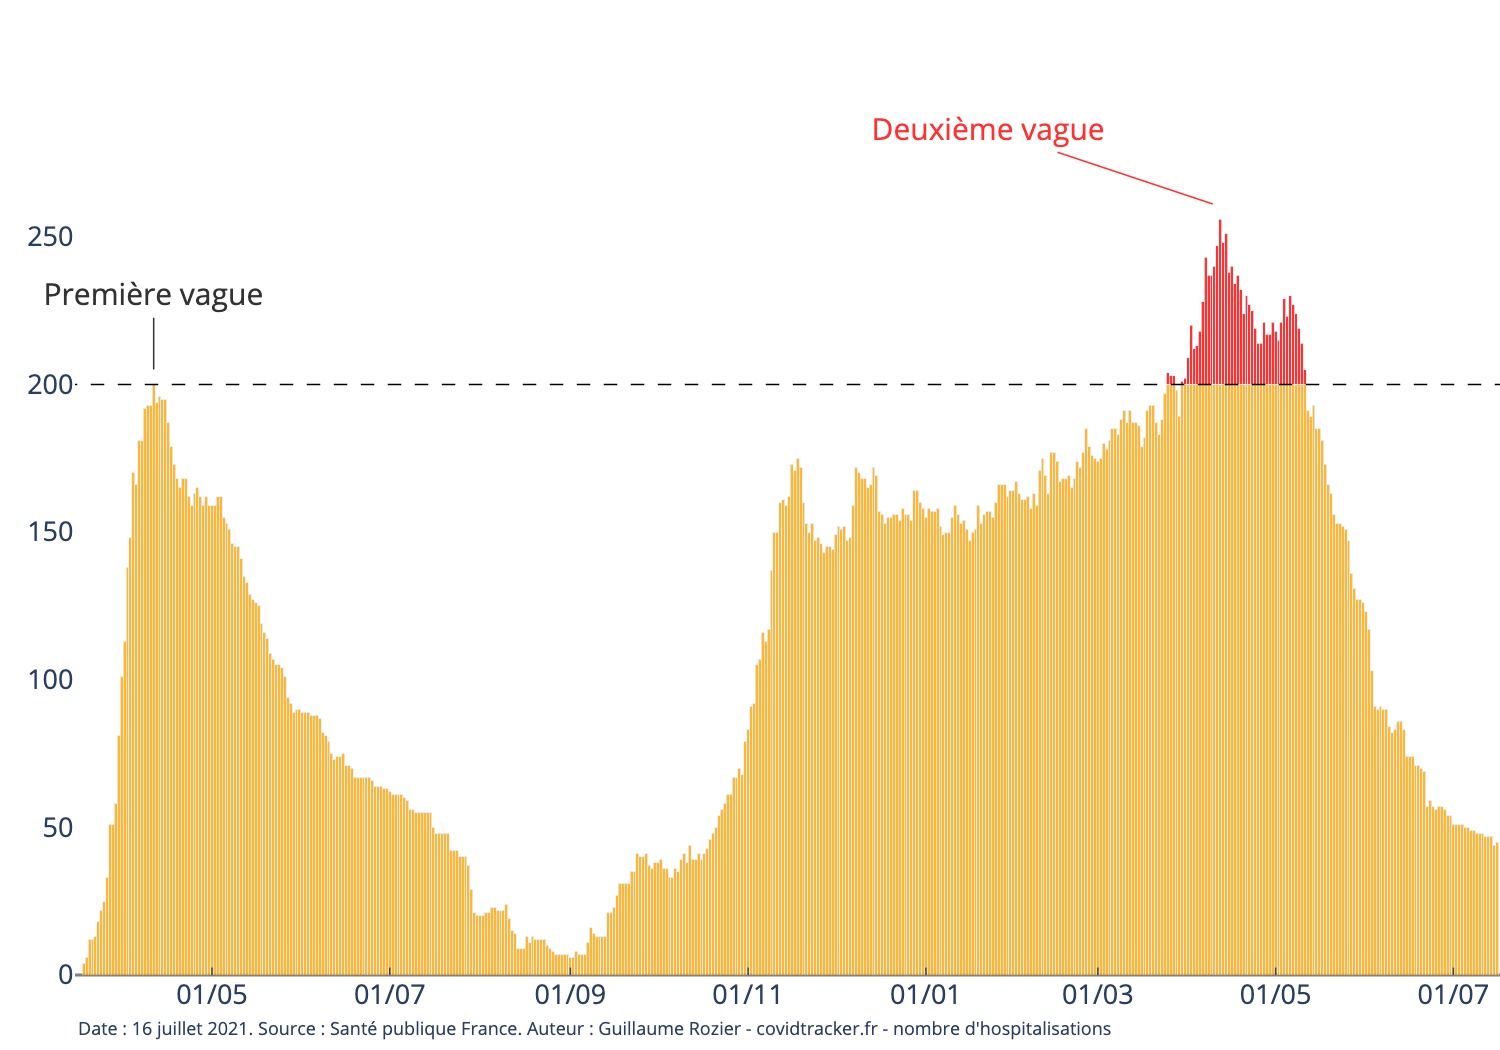 Deuxième vague
250
Première vague
200
150
100
50
0
01/05 01/07 01/09 01/11 01/01 01/03 01/05 01/07
Date : 16 juillet 2021. Source : Santé publique France. Auteur : Guillaume Rozier - covidtracker.fr - nombre d'hospitalisations